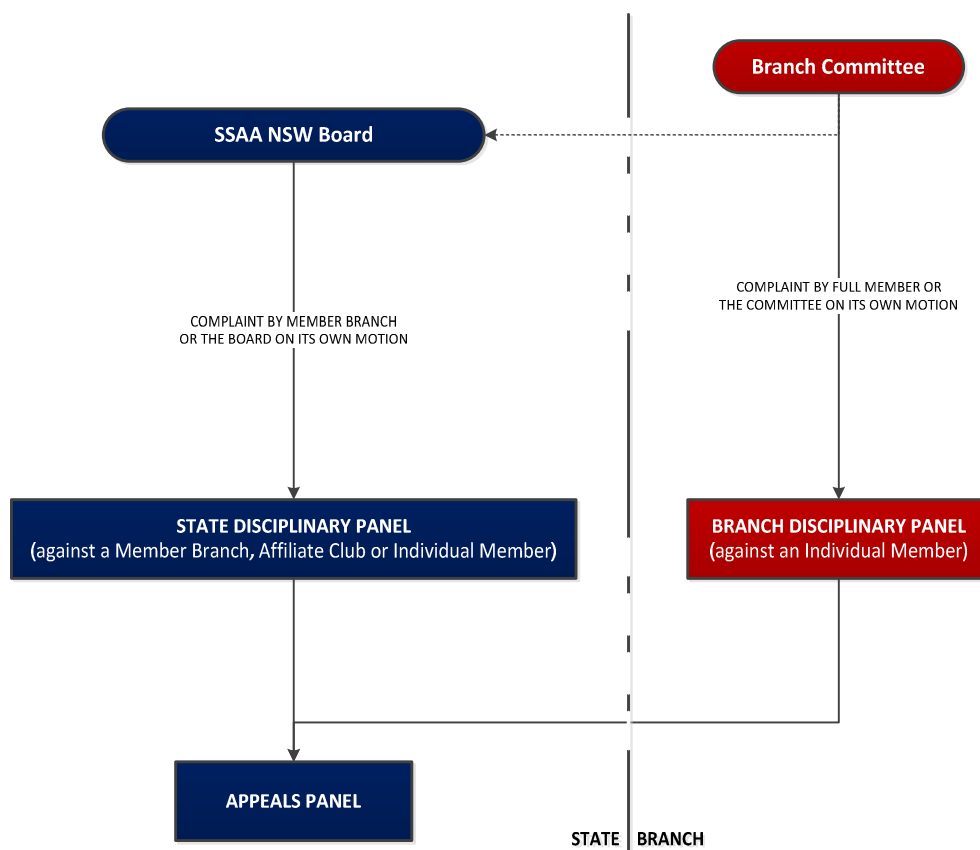 Branch Committee
SSAA NSW Board
COMPLAINT BY FULL MEMBER OR
THE COMMITTEE ON ITS OWN MOTION
COMPLAINT BY MEMBER BRANCH
OR THE BOARD ON ITS OWN MOTION
STATE DISCIPLINARY PANEL
(against a Member Branch, Affiliate Club or Individual Member)
BRANCH DISCIPLINARY PANEL
(against an Individual Member)
APPEALS PANEL
STATE
BRANCH